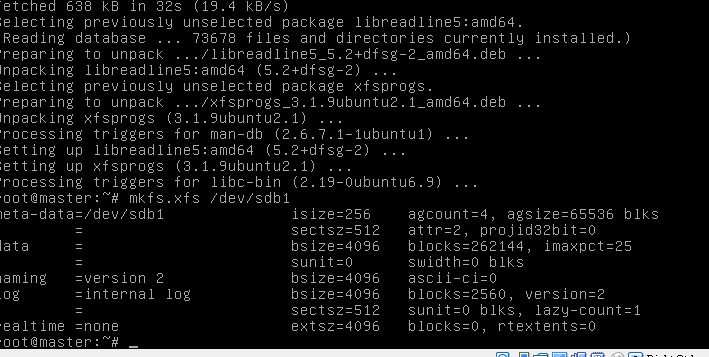 etched 638 kB in 32s (19.4 kB/s)
Selecting previously unselected package libreadline5:amd64.
(Reading database ... 73678 files and directories currently installed.)
Preparing to unpack .../libreadline5_5.2+dfsg-2_amd64.deb ...
Unpacking libreadline5:amd64 (5.2+dfsg-2) ...
Selecting previously unselected package xfsprogs.
Preparing to unpack .../xfsprogs_3.1.9ubuntu2.1_amd64.deb ...
Unpacking xfsprogs (3.1.9ubuntu2.1) ...
Processing triggers for man-db (2.6.7.1-1ubuntu1) ...
Setting up libreadline5:amd64 (5.2+dfsg-2) ...
Setting up xfsprogs (3.1.9ubuntu2.1) ...
Processing triggers for libc-bin (2.19-0ubuntu6.9) ...
root@master:~# mkfs.xfs /dev/sdb1
meta-data=/dev/sdb1 isize=256 agcount=4, agsize=65536 blks
= sectsz=512 attr=2, projid32bit=0
data = bsize=4096 blocks=262144, imaxpct=25
= sunit=0 swidth=0 blks
naming =version 2 bsize=4096 ascii-ci=0
log =internal log bsize=4096 blocks=2560, version=2
= sectsz=512 sunit=0 blks, lazy-count=1
realtime =none extsz=4096 blocks=0, rtextents=0
root@master:~# _